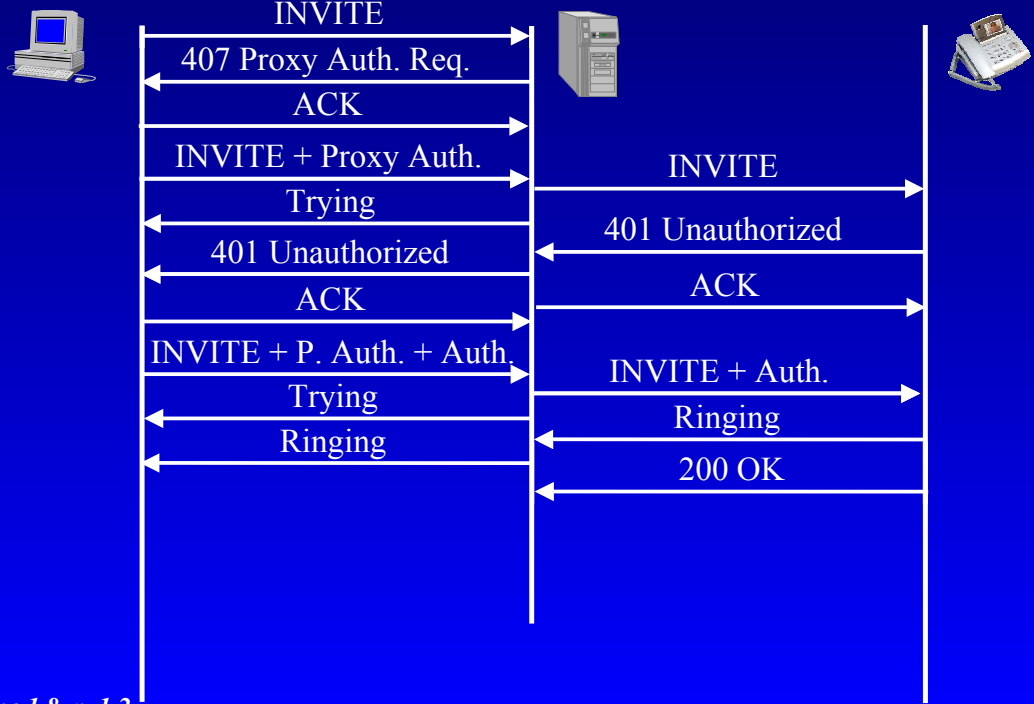 INVITE
407 Proxy Auth. Req.
ACK
INVITE + Proxy Auth.
INVITE
Trying
401 Unauthorized
401 Unauthorized
ACK
ACK
INVITE + P. Auth. + Auth.
INVITE + Auth.
Trying
Ringing
Ringing
200 OK